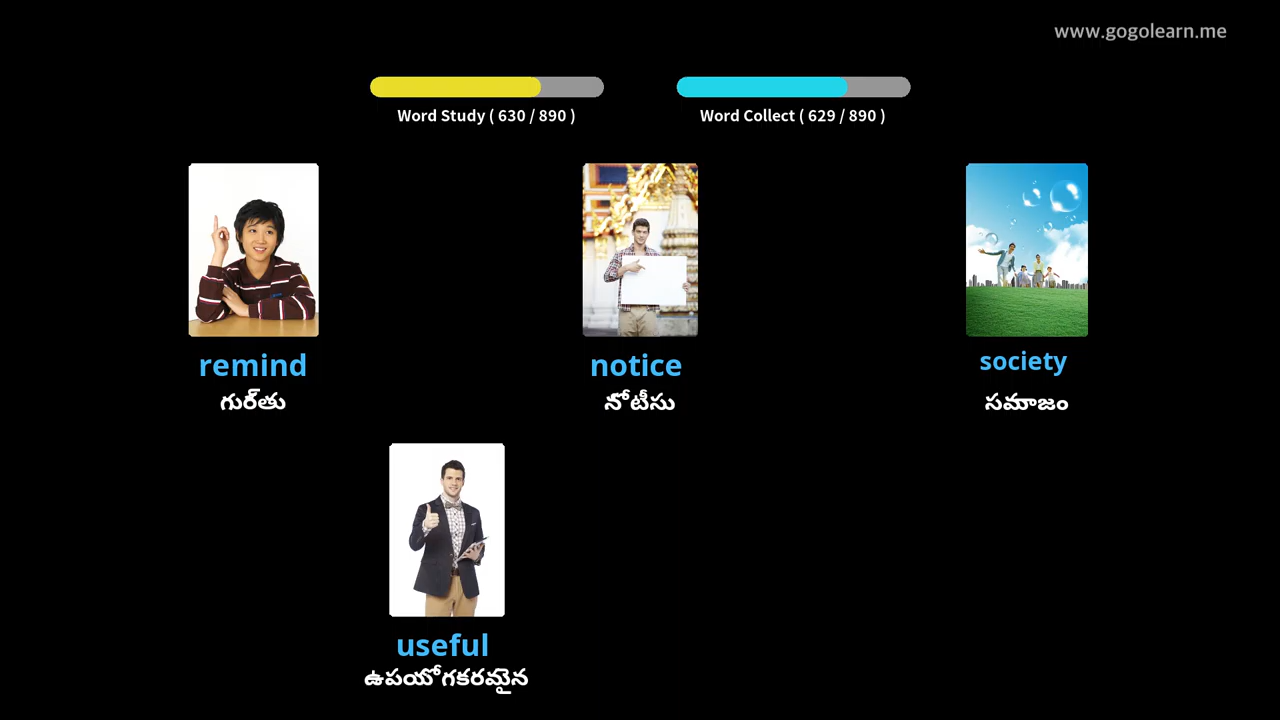 www.gogolearn.me
Word Study ( 630 / 890 ) Word Collect ( 629 / 890 )
remind notice society
గుర్తు నోటీసు సమాజం
useful
ఉపయోగకరమైన